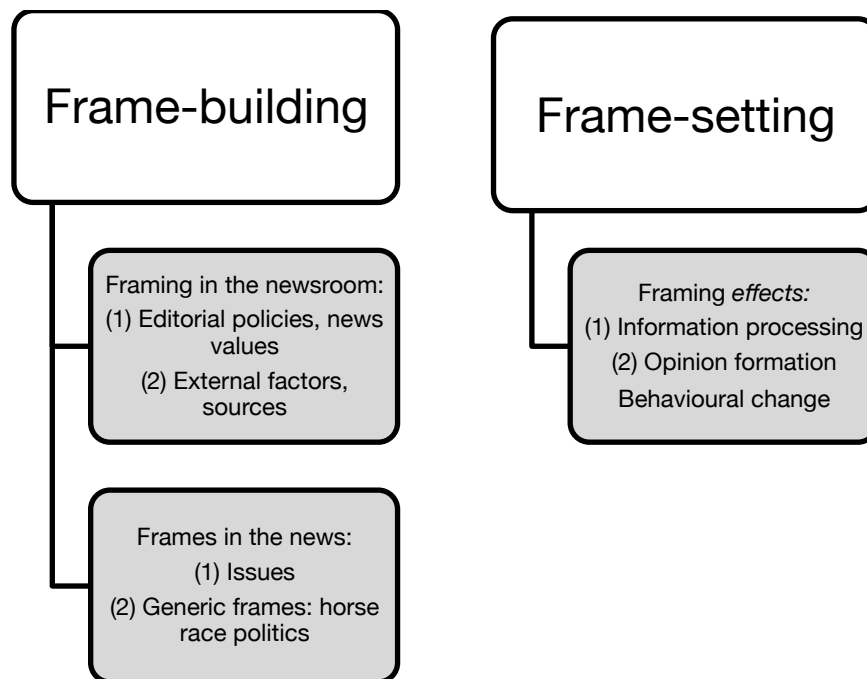 Frame-building
Framing in the newsroom:
(1) Editorial policies, news
values
(2) External factors,
sources
Frames in the news:
(1) Issues
(2) Generic frames: horse
race politics
Frame-setting
Framing effects:
(1) Information processing
(2) Opinion formation
Behavioural change